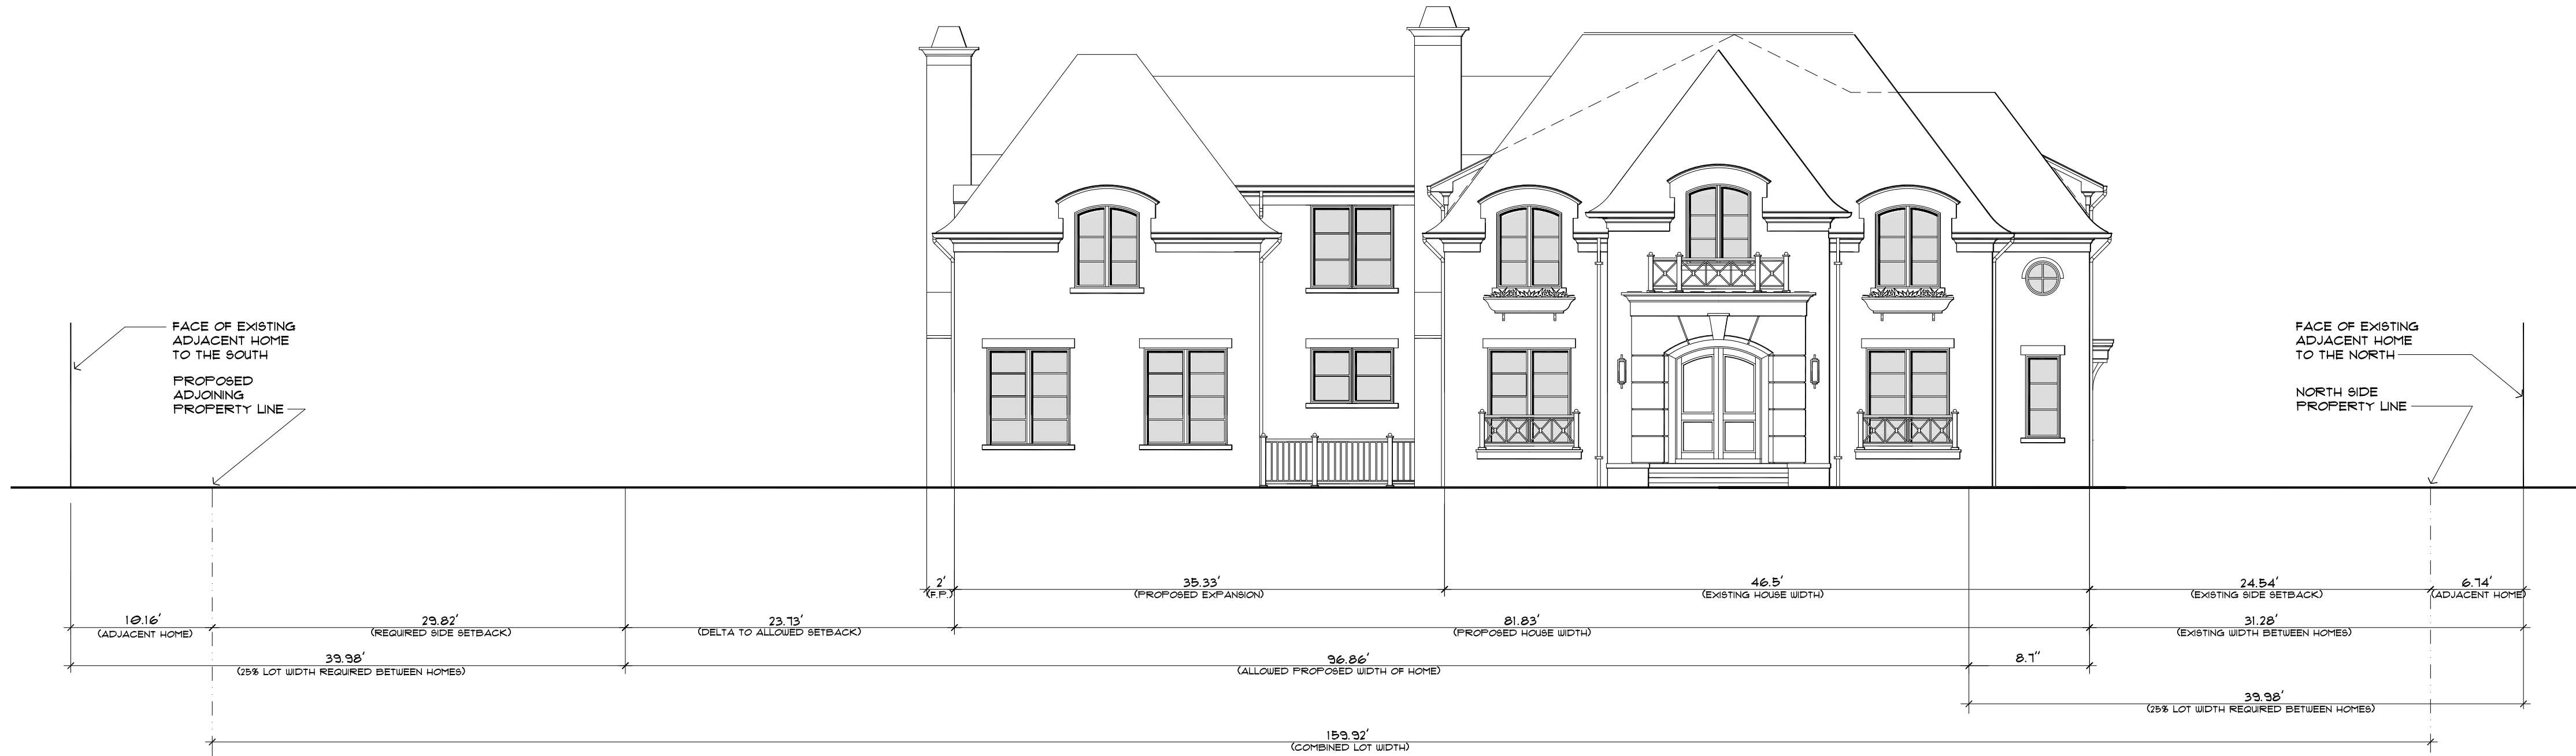 FACE OF EXISTING
ADJACENT HOME
TO THE SOUTH
PROPOSED
ADJOINING
PROPERTY LINE
FACE OF EXISTING
ADJACENT HOME
TO THE NORTH
NORTH SIDE
PROPERTY LINE
2'
(F.P.)
35.33'
(PROPOSED EXPANSION)
46.5'
(EXISTING HOUSE WIDTH)
24.54'
(EXISTING SIDE SETBACK)
6.74'
(ADJACENT HOME)
10.16'
(ADJACENT HOME)
29.82'
(REQUIRED SIDE SETBACK)
23.73'
(DELTA TO ALLOWED SETBACK)
81.83'
(PROPOSED HOUSE WIDTH)
31.28'
(EXISTING WIDTH BETWEEN HOMES)
39.98'
(25% LOT WIDTH REQUIRED BETWEEN HOMES)
96.86'
(ALLOWED PROPOSED WIDTH OF HOME)
8.7"
39.98'
(25% LOT WIDTH REQUIRED BETWEEN HOMES)
159.92'
(COMBINED LOT WIDTH)